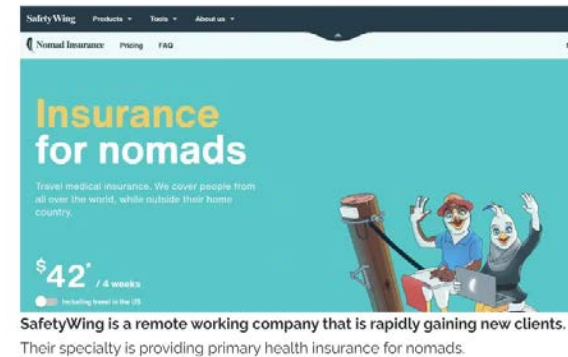 SafetyWing Products Tools About us
Nomad Insurance Pricing FAQ
Insurance
for nomads
Travel medical insurance. We cover people from
all over the world, while outside their home
country.
$42* / 4 weeks
Including travel in the US
SafetyWing is a remote working company that is rapidly gaining new clients.
Their specialty is providing primary health insurance for nomads.